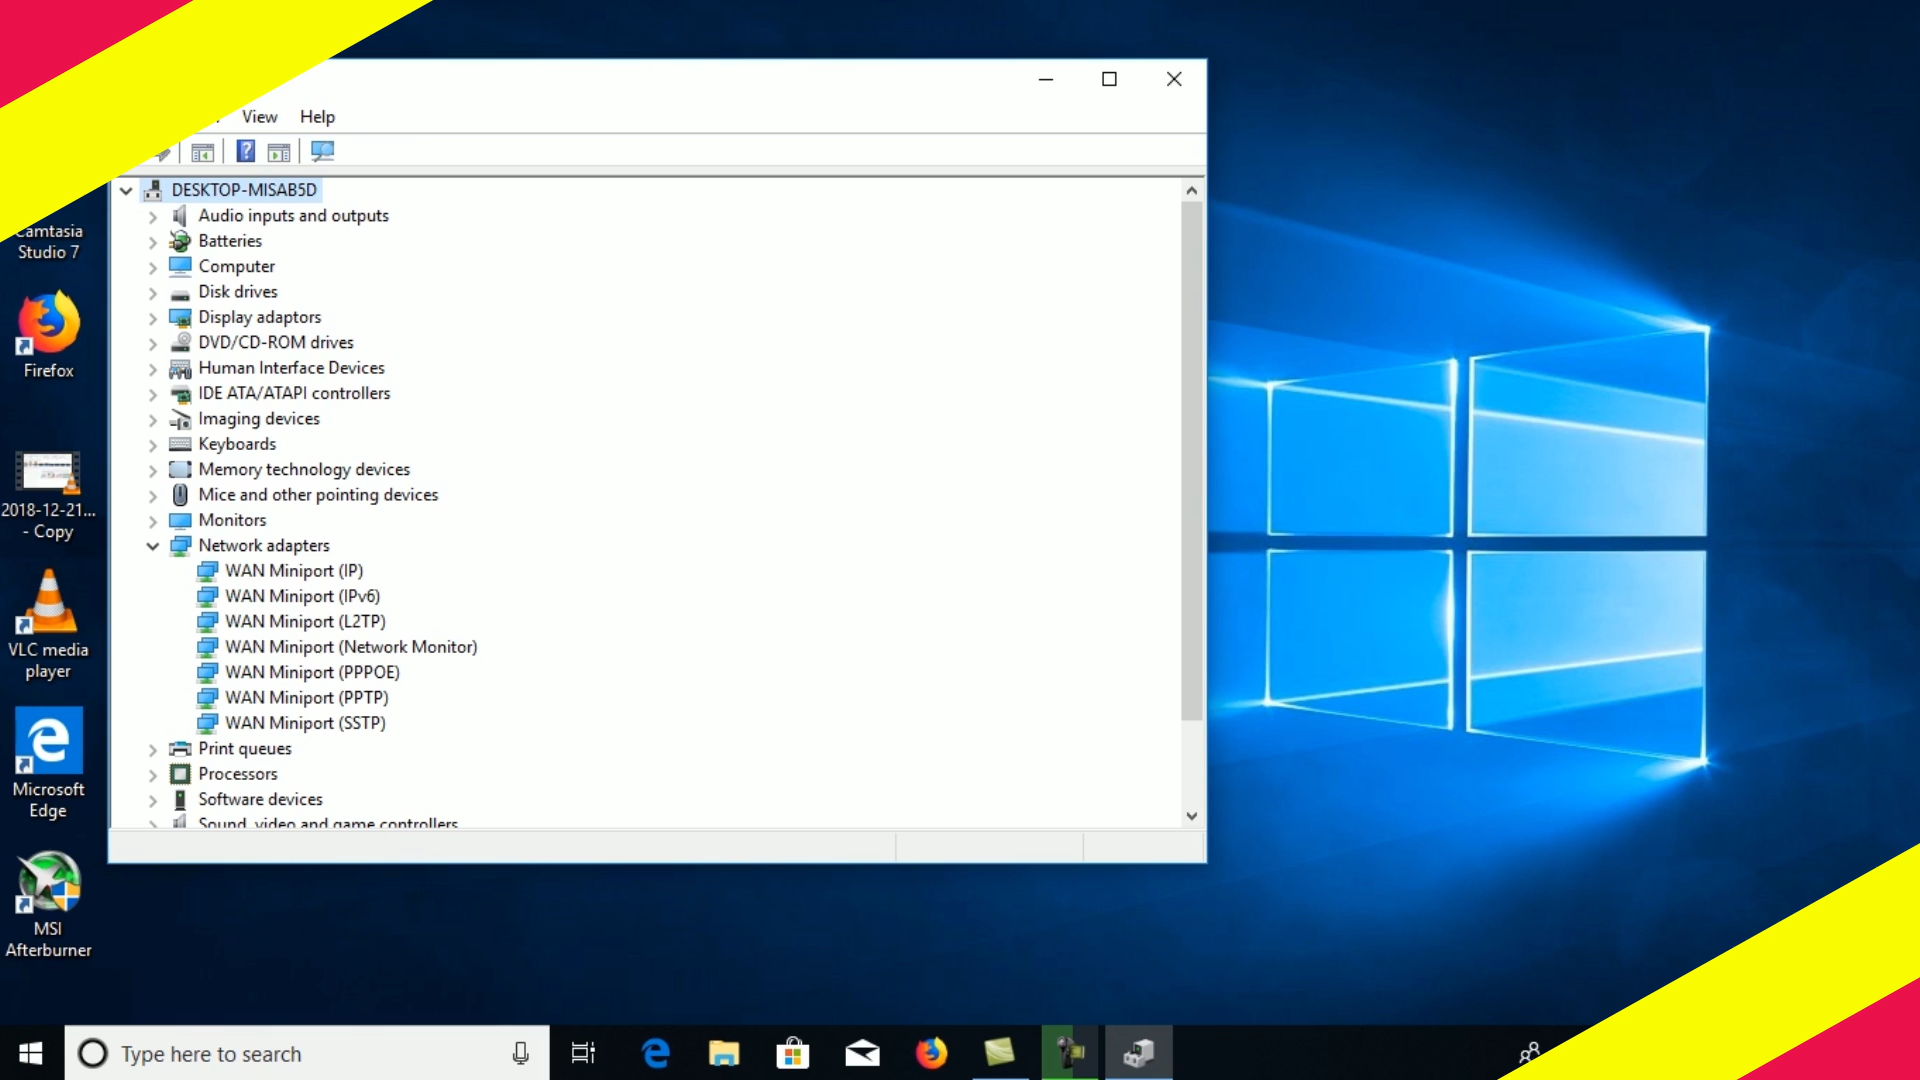 View Help
DESKTOP-MISAB5D
Audio inputs and outputs
Batteries
Computer
Disk drives
Display adaptors
DVD/CD-ROM drives
Human Interface Devices
IDE ATA/ATAPI controllers
Imaging devices
Keyboards
Memory technology devices
Mice and other pointing devices
Monitors
Network adapters
WAN Miniport (IP)
WAN Miniport (IPv6)
WAN Miniport (L2TP)
WAN Miniport (Network Monitor)
WAN Miniport (PPPOE)
WAN Miniport (PPTP)
WAN Miniport (SSTP)
Print queues
Processors
Software devices
Sound, video and game controllers
Camtasia
Studio 7
Firefox
2018-12-21...
- Copy
VLC media
player
Microsoft
Edge
MSI
Afterburner
Type here to search